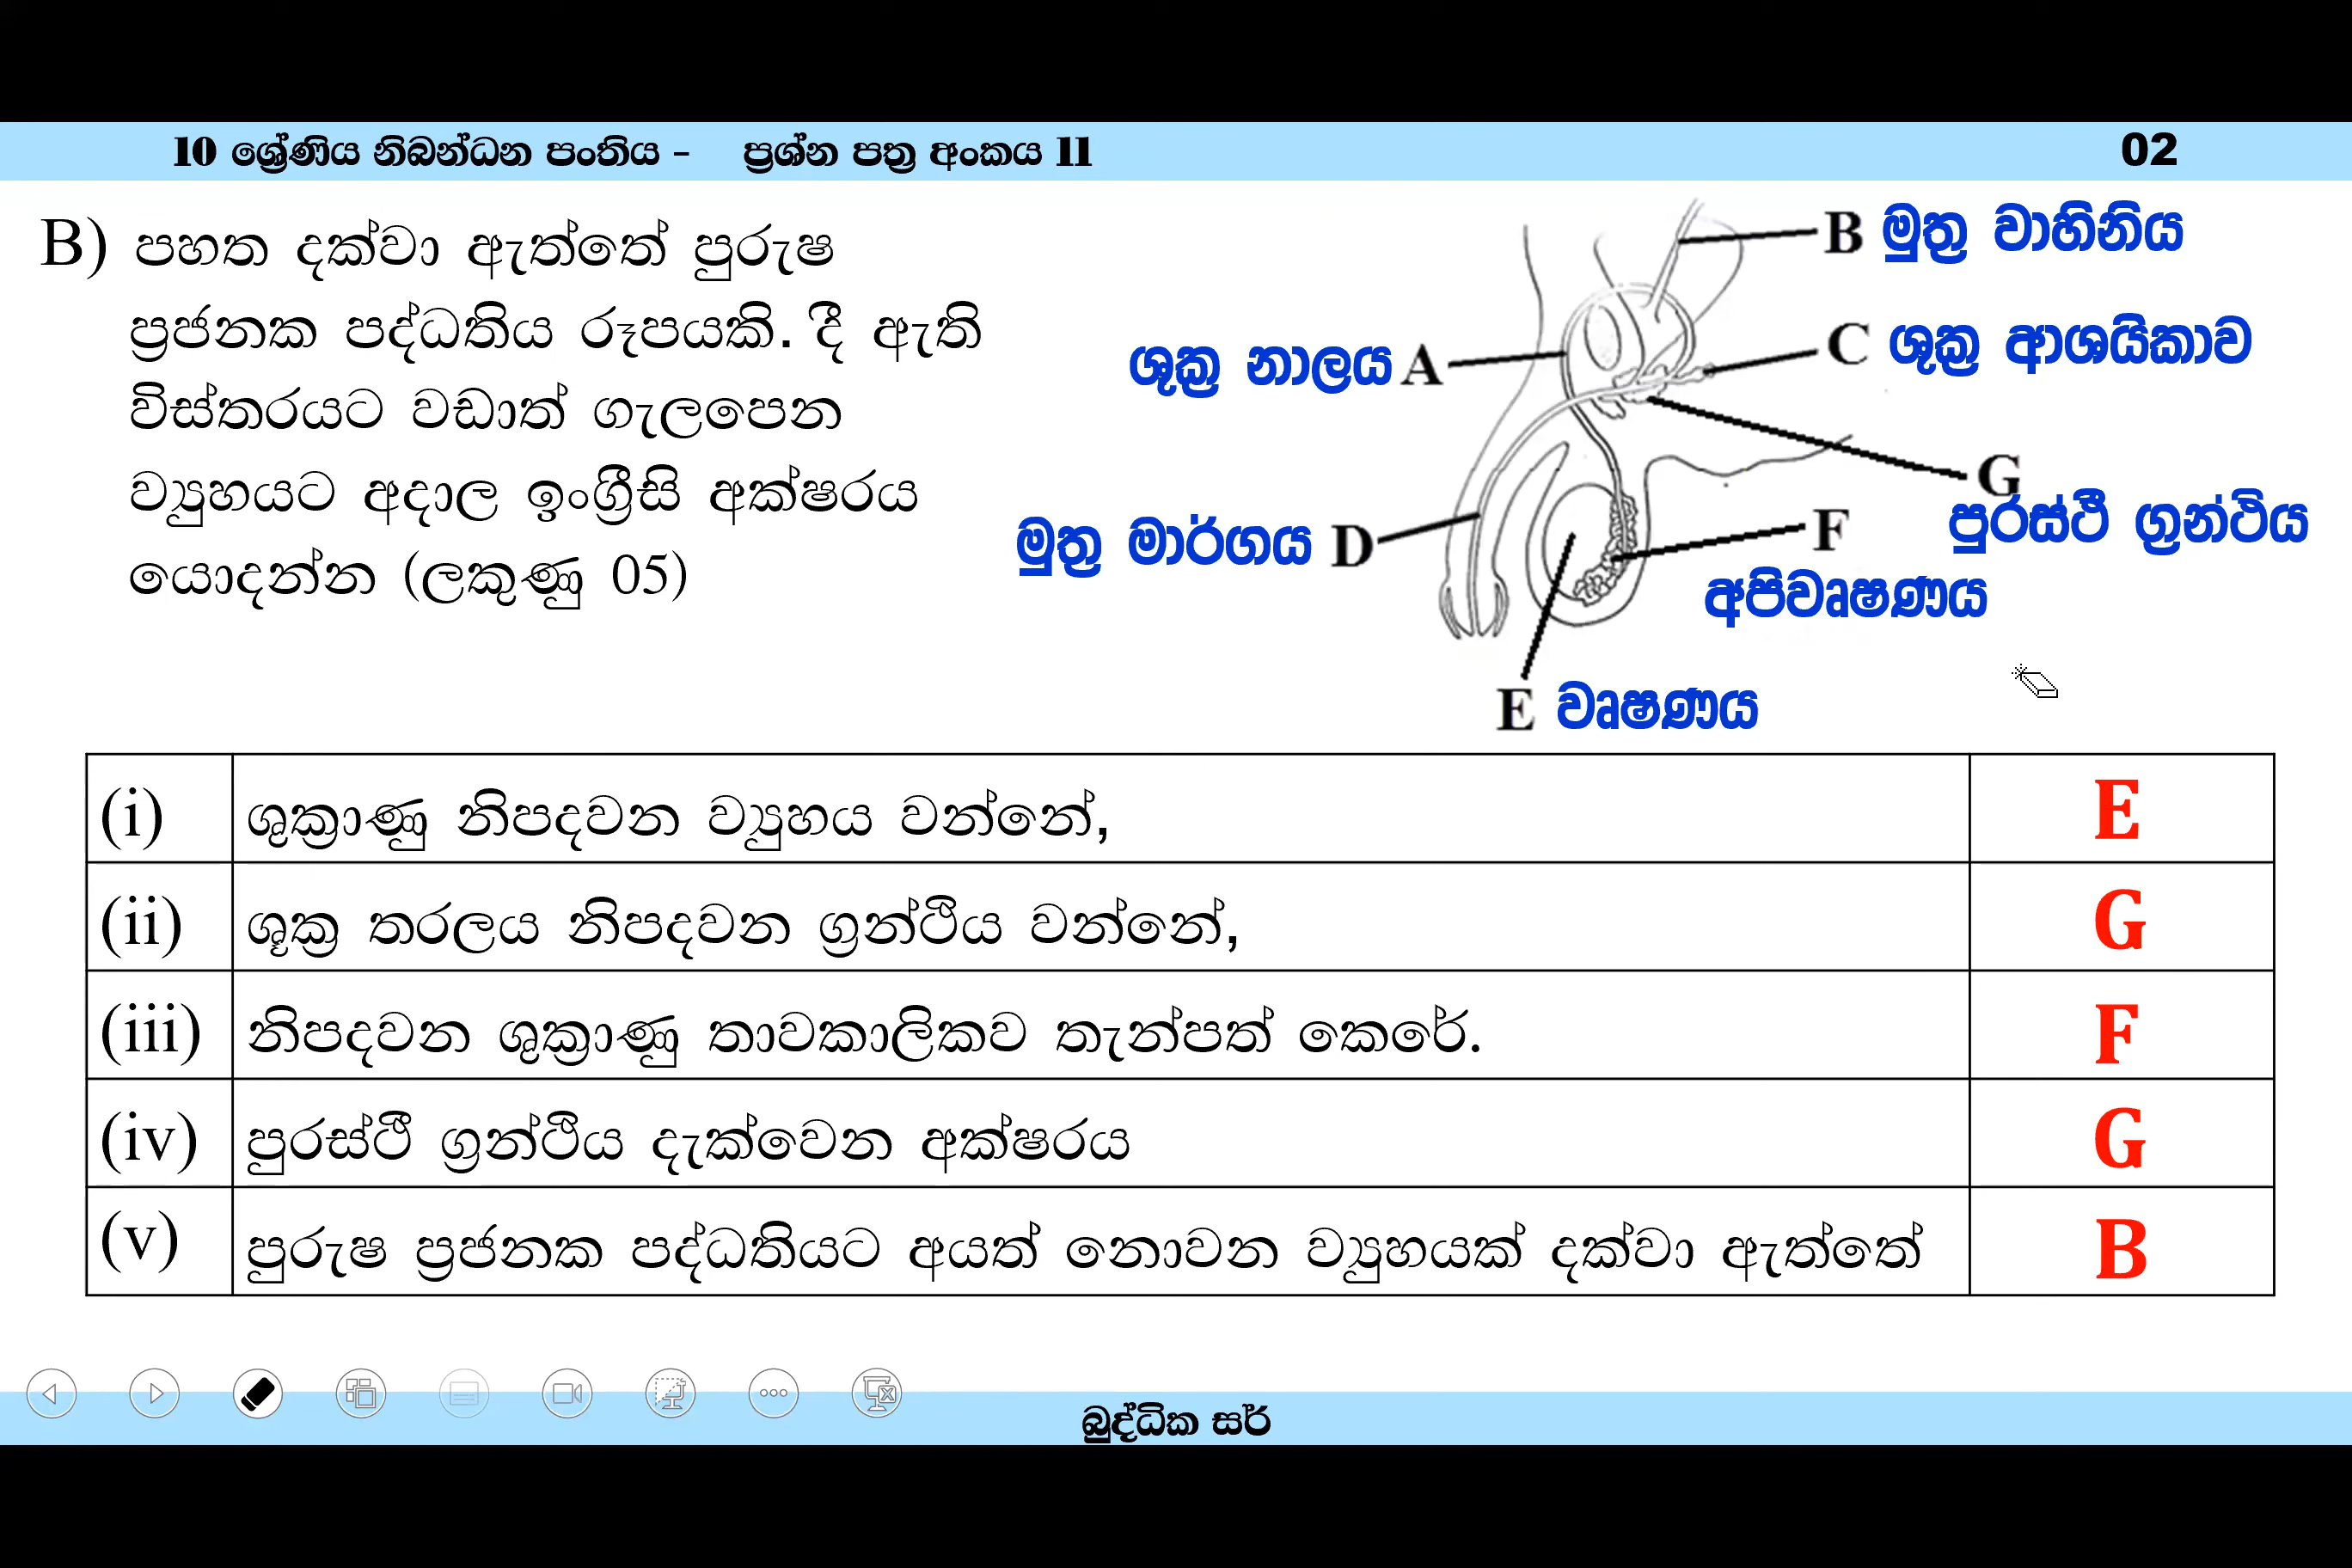 10 ශ්‍රේණිය නිබන්ධන පංතිය - ප්‍රශ්න පත්‍ර අංකය 11 02
B) පහත දක්වා ඇත්තේ පුරුෂ
ප්‍රජනක පද්ධතිය රූපයකි. දී ඇති
විස්තරයට වඩාත් ගැලපෙන
ව්‍යුහයට අදාල ඉංග්‍රීසි අක්ෂරය
යොදන්න (ලකුණු 05)
B මුත්‍ර වාහිනිය
C ශුක්‍ර ආශයිකාව
ශුක්‍ර නාලය A
G
පුරස්ථි ග්‍රන්ථිය
මුත්‍ර මාර්ගය D
F
අපිවෘෂණය
E වෘෂණය
(i) ශුක්‍රාණු නිපදවන ව්‍යුහය වන්නේ, E
(ii) ශූක්‍ර තරලය නිපදවන ග්‍රන්ථිය වන්නේ, G
(iii) නිපදවන ශුක්‍රාණු තාවකාලිකව තැන්පත් කෙරේ. F
(iv) පුරස්ථි ග්‍රන්ථිය දැක්වෙන අක්ෂරය G
(v) පුරුෂ ප්‍රජනක පද්ධතියට අයත් නොවන ව්‍යුහයක් දක්වා ඇත්තේ B
බුද්ධික සර්